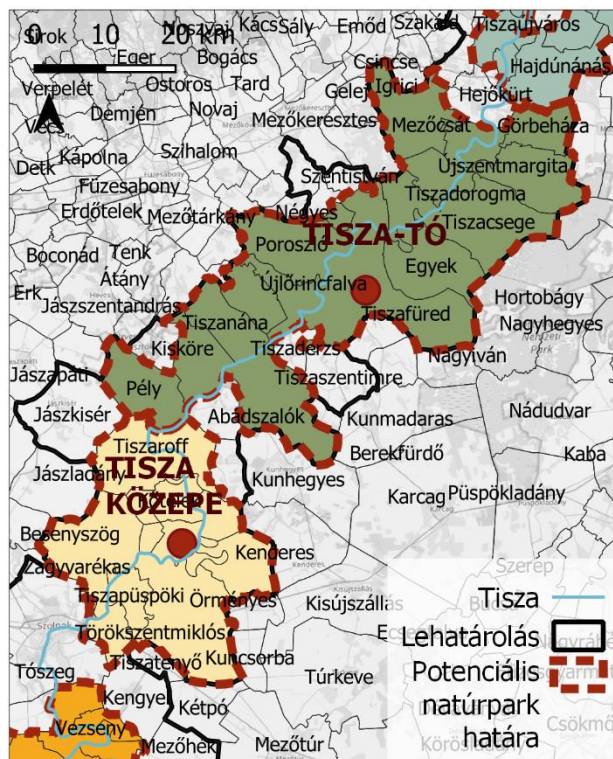 Noszvaj Kács Sály Emőd Szakáld Tiszaújváros
Sirok
0 10 20 km
Eger Bogács Csincse Hajdúnánás
Verpelét Ostoros Tard Gelej Igrici Hejőkürt
Vécs Demjén Novaj Mezőkeresztes Mezőcsát Görbeháza
Detk Kápolna Szihalom Újszentmargita
Füzesabony Szentistván Tiszadorogma
Erdőtelek Mezőtárkány Négyes Tiszacsege
Poroszló TISZA-TÓ
Boconád Tenk Egyek
Átány Újlőrincfalva
Erk Jászszentandrás Hortobágy
Tiszanána Tiszafüred Nagyhegyes
Kisköre Tiszaderzs Nagyiván
Jászapáti Pély Tiszaszentimre
Jászkisér Abádszalók Kunmadaras Nádudvar
Tiszaroff Berekfürdő Kaba
Jászladány TISZA Kunhegyes
KÖZEPE Karcag Püspökladány
Besenyszög Kenderes
Zagyvarékas Szerep
Tiszapüspöki Örményes Kisújszállás
Törökszentmiklós
Tószeg Tiszatenyő Kuncsorba Túrkeve
Kengyel Kétpó
Vezseny
Mezőhék Mezőtúr Csökmő
Tisza
Lehatárolás
Potenciális
natúrpark
határa